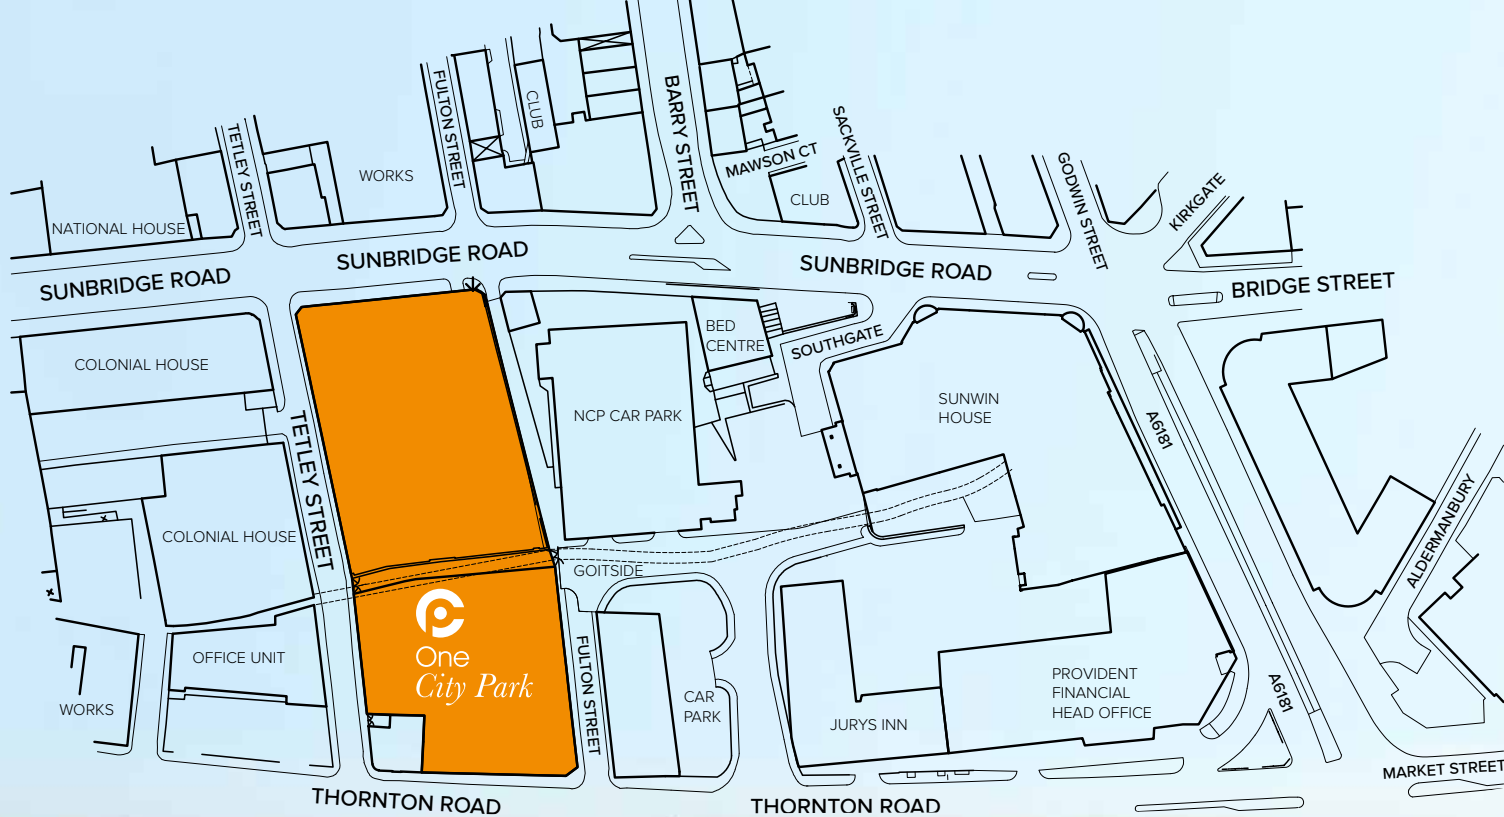 FULTON STREET
CLUB
BARRY STREET
TETLEY STREET
WORKS
MAWSON CT
SACKVILLE STREET
CLUB
GODWIN STREET
KIRKGATE
NATIONAL HOUSE
SUNBRIDGE ROAD
SUNBRIDGE ROAD
SUNBRIDGE ROAD
BRIDGE STREET
COLONIAL HOUSE
BED
CENTRE
SOUTHGATE
NCP CAR PARK
SUNWIN
HOUSE
A6181
TETLEY STREET
COLONIAL HOUSE
ALDERMANBURY
GOITSIDE
One
City Park
OFFICE UNIT
FULTON STREET
WORKS
CAR
PARK
JURYS INN
PROVIDENT
FINANCIAL
HEAD OFFICE
A6181
MARKET STREET
THORNTON ROAD
THORNTON ROAD